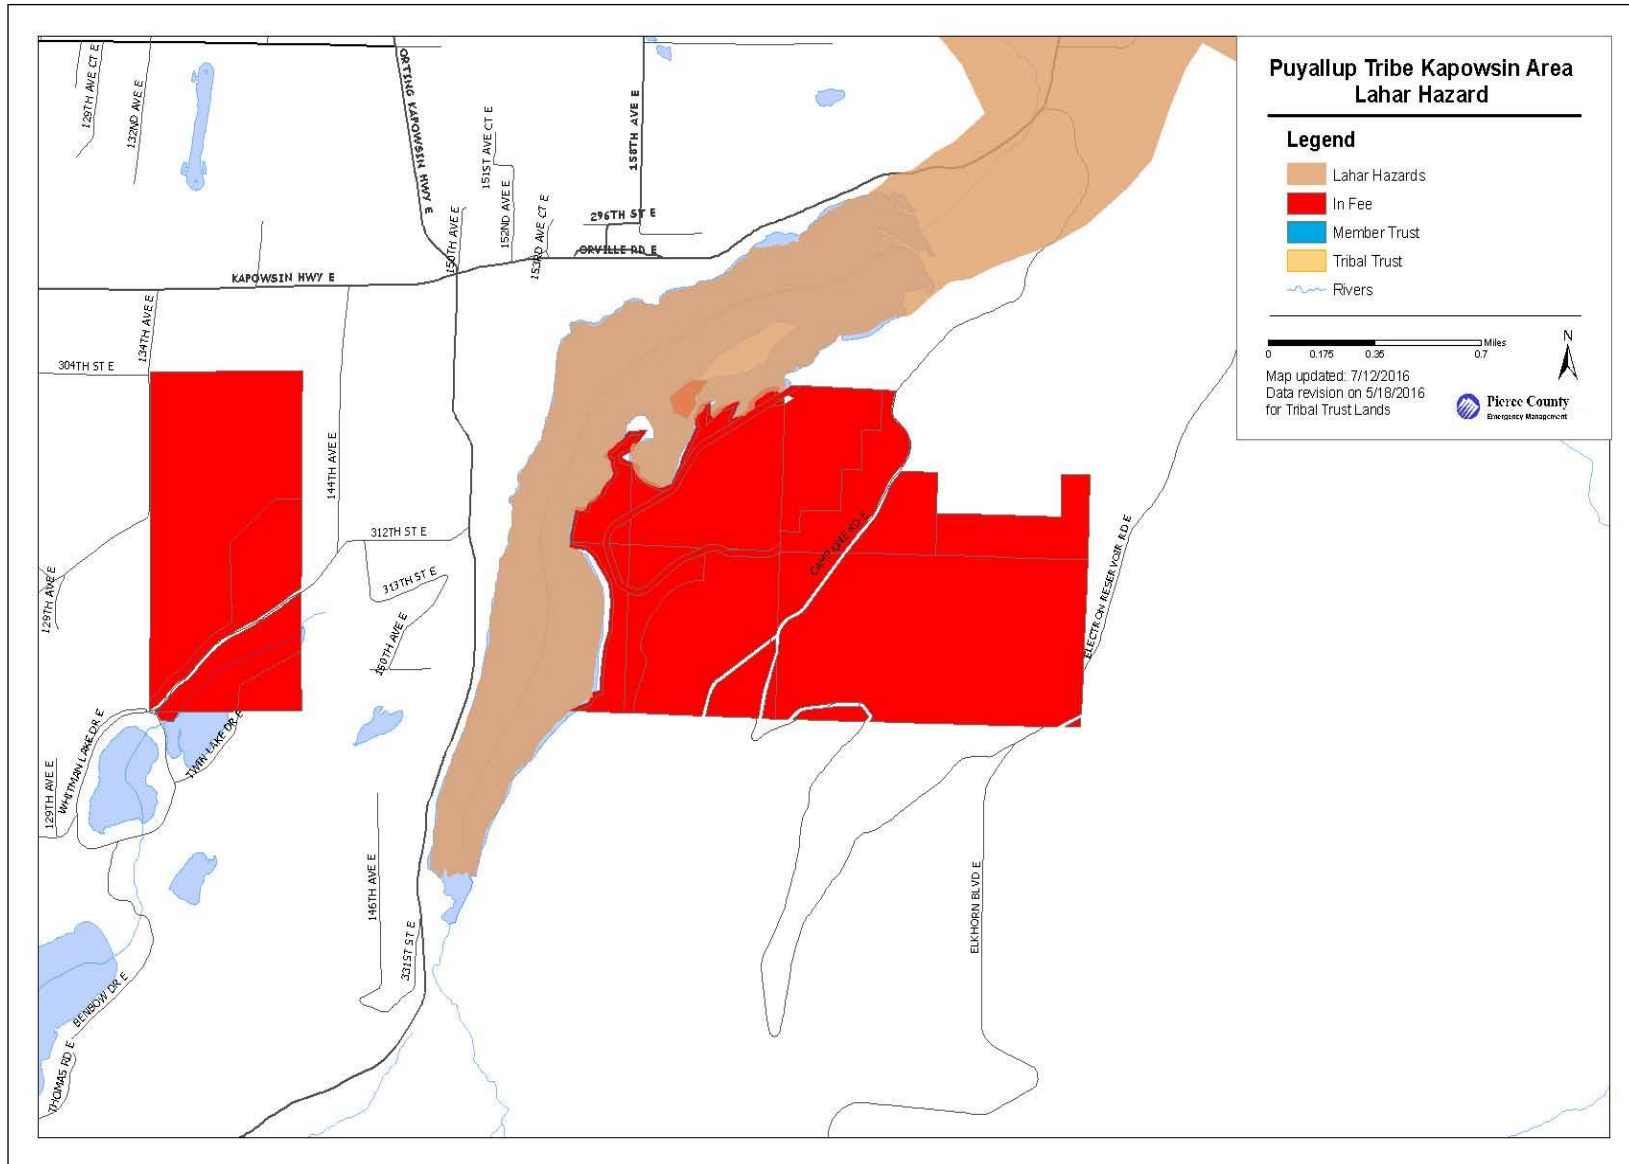 Puyallup Tribe Kapowsin Area
Lahar Hazard
Legend
Lahar Hazards
In Fee
Member Trust
Tribal Trust
Rivers
Miles
0 0.175 0.35 0.7
N
Map updated: 7/12/2016
Data revision on 5/18/2016
for Tribal Trust Lands
Pierce County
Emergency Management
129TH AVE CT E
132ND AVE E
ORTING KAPOWSIN HWY E
151ST AVE CT E
158TH AVE E
152ND AVE E
150TH AVE E
153RD AVE CT E
296TH ST E
ORVILLE RD E
KAPOWSIN HWY E
134TH AVE E
304TH ST E
144TH AVE E
312TH ST E
313TH ST E
129TH AVE E
150TH AVE E
CAMP ONE RD E
ELECTRON RESERVOIR RD E
WHITMAN LAKE DR E
TWIN LAKE DR E
129TH AVE E
146TH AVE E
331ST ST E
ELKHORN BLVD E
BENBOW DR E
THOMAS RD E